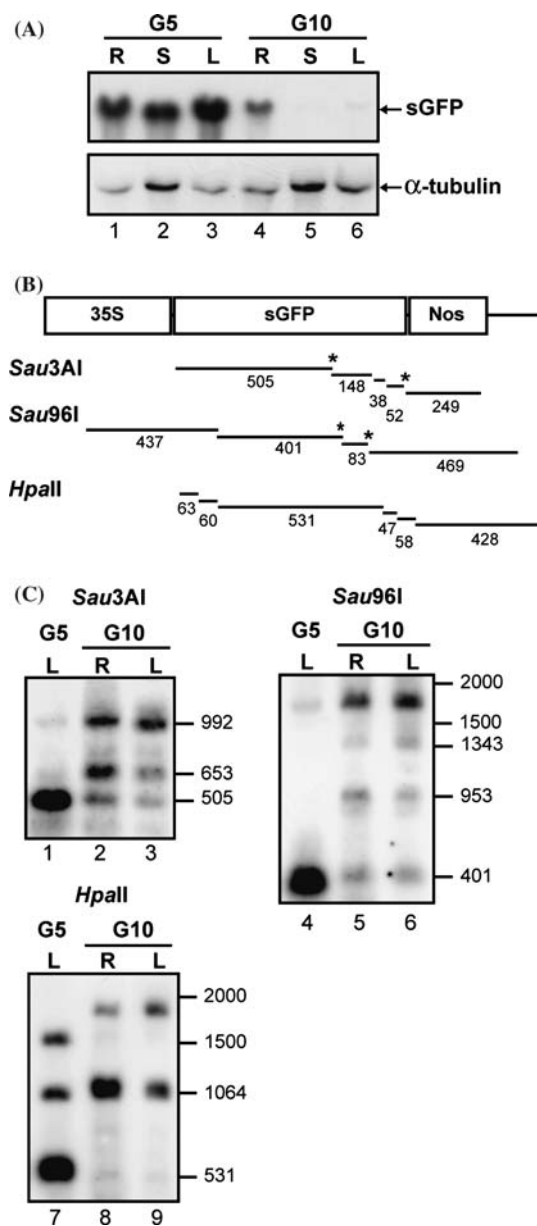 (A)
G5 G10
R S L R S L
sGFP
α-tubulin
1 2 3 4 5 6
(B)
35S sGFP Nos
Sau3AI * *
505 148 38 52 249
Sau96I * *
437 401 83 469
HpaII
63 60 531 47 58 428
(C)
Sau3AI
G5 G10
L R L
992
653
505
1 2 3
Sau96I
G5 G10
L R L
2000
1500
1343
953
401
4 5 6
HpaII
G5 G10
L R L
2000
1500
1064
531
7 8 9